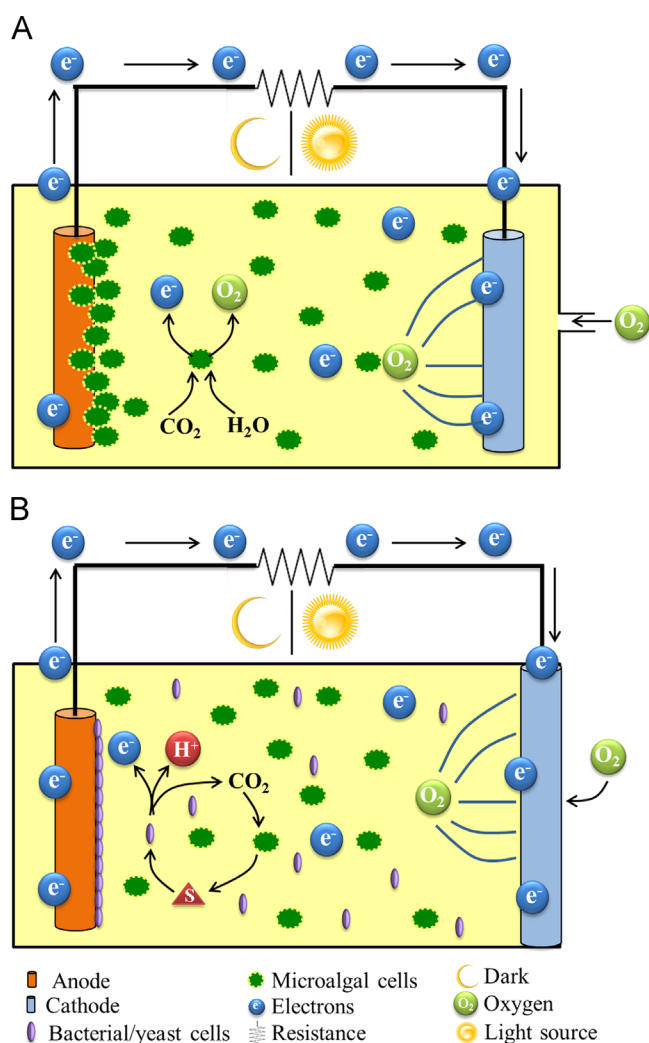 A
e⁻ e⁻ e⁻ e⁻
e⁻ e⁻
e⁻
e⁻ O₂
e⁻
O₂
e⁻ O₂
e⁻ e⁻
CO₂ H₂O
B
e⁻ e⁻ e⁻ e⁻
e⁻ e⁻
e⁻
e⁻ H⁺
O₂
e⁻ CO₂ e⁻
O₂
e⁻
e⁻ S e⁻
Anode Microalgal cells Dark
Cathode e⁻ Electrons O₂ Oxygen
Bacterial/yeast cells Resistance Light source